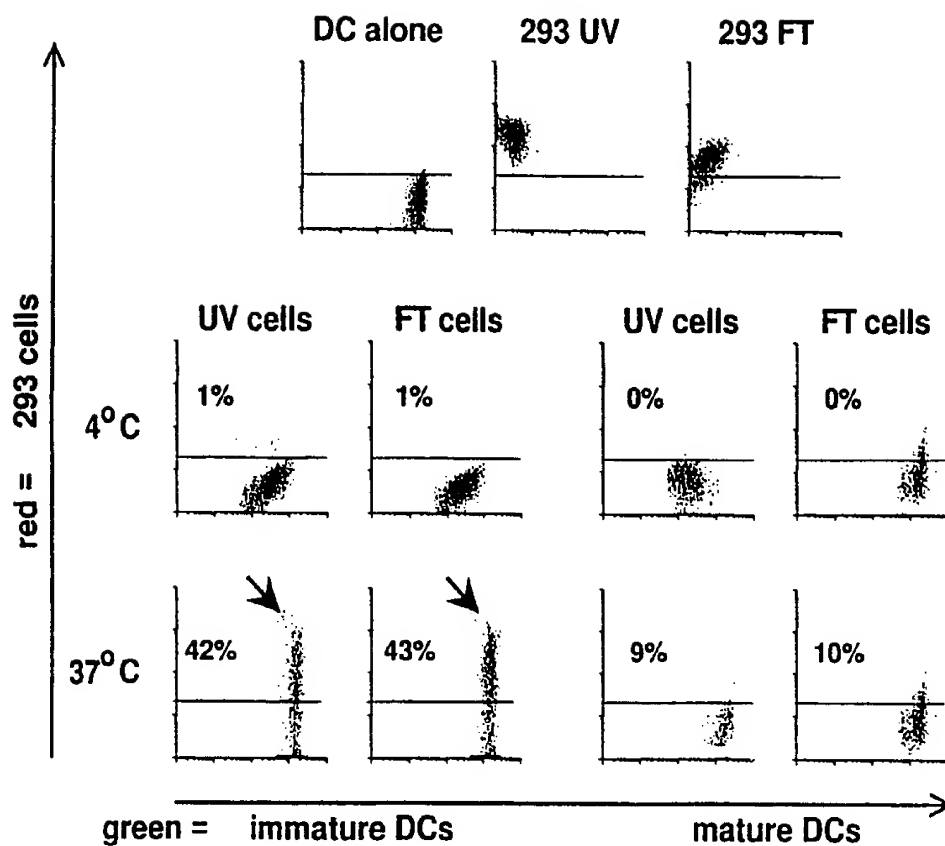 DC alone 293 UV 293 FT
red = 293 cells
UV cells FT cells UV cells FT cells
4°C
1% 1% 0% 0%
37°C
42% 43% 9% 10%
green = immature DCs mature DCs